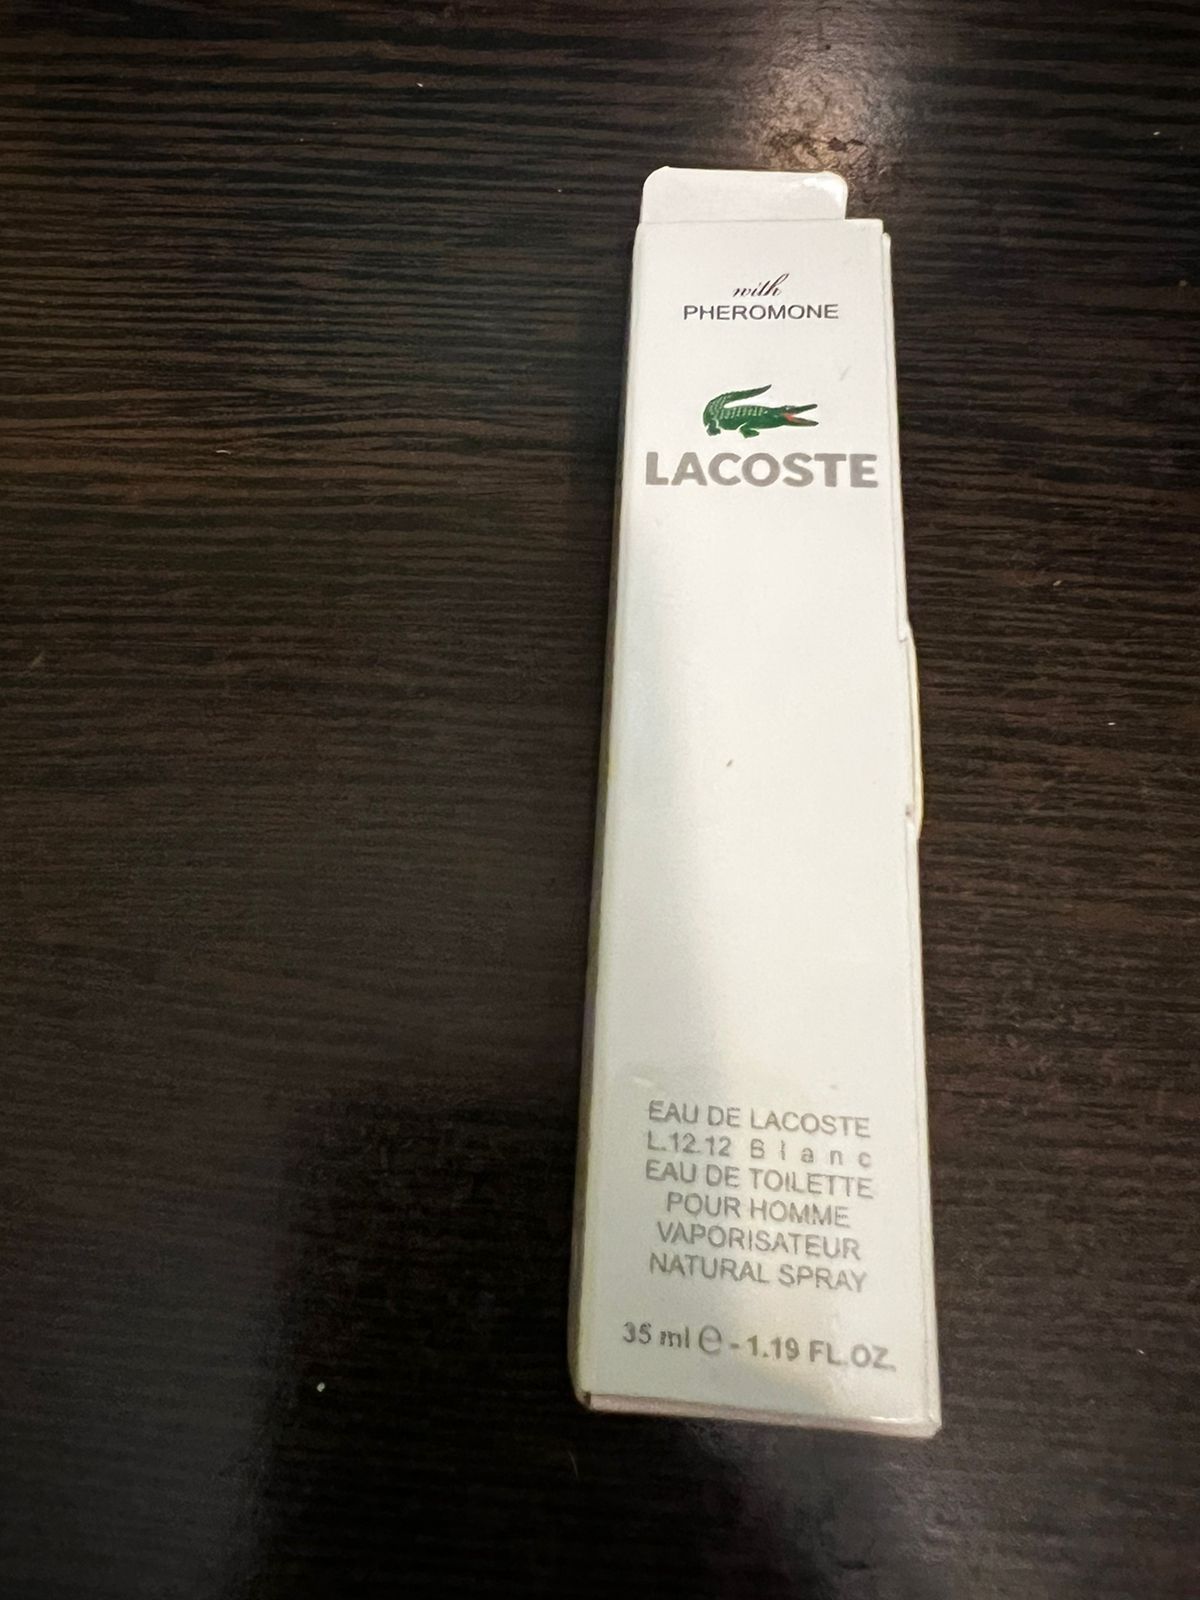 with
PHEROMONE
LACOSTE
EAU DE LACOSTE
L.12.12 Blanc
EAU DE TOILETTE
POUR HOMME
VAPORISATEUR
NATURAL SPRAY
35 ml ℮ - 1.19 FL.OZ.